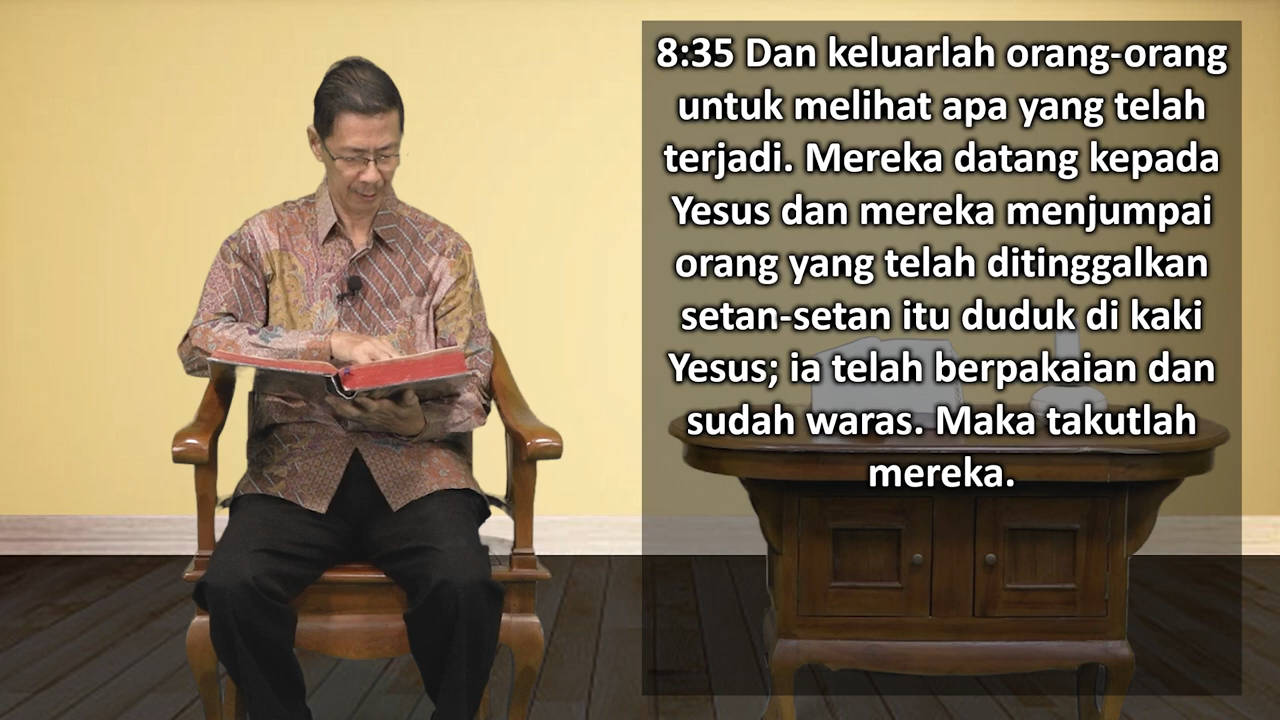 8:35 Dan keluarlah orang-orang
untuk melihat apa yang telah
terjadi. Mereka datang kepada
Yesus dan mereka menjumpai
orang yang telah ditinggalkan
setan-setan itu duduk di kaki
Yesus; ia telah berpakaian dan
sudah waras. Maka takutlah
mereka.